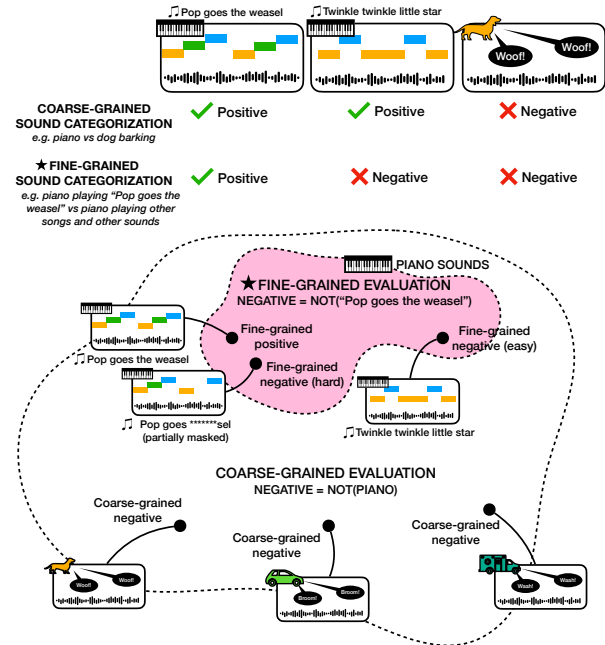 ♫ Pop goes the weasel
♫ Twinkle twinkle little star
Woof!
Woof!
COARSE-GRAINED
SOUND CATEGORIZATION
e.g. piano vs dog barking
Positive
Positive
Negative
★FINE-GRAINED
SOUND CATEGORIZATION
e.g. piano playing “Pop goes the
weasel” vs piano playing other
songs and other sounds
Positive
Negative
Negative
PIANO SOUNDS
★FINE-GRAINED EVALUATION
NEGATIVE = NOT(“Pop goes the weasel”)
Fine-grained
positive
Fine-grained
negative (easy)
♫ Pop goes the weasel
Fine-grained
negative (hard)
♫ Pop goes *******sel
(partially masked)
♫ Twinkle twinkle little star
COARSE-GRAINED EVALUATION
NEGATIVE = NOT(PIANO)
Coarse-grained
negative
Coarse-grained
negative
Coarse-grained
negative
Woof!
Woof!
Broom!
Broom!
Waah!
Waah!